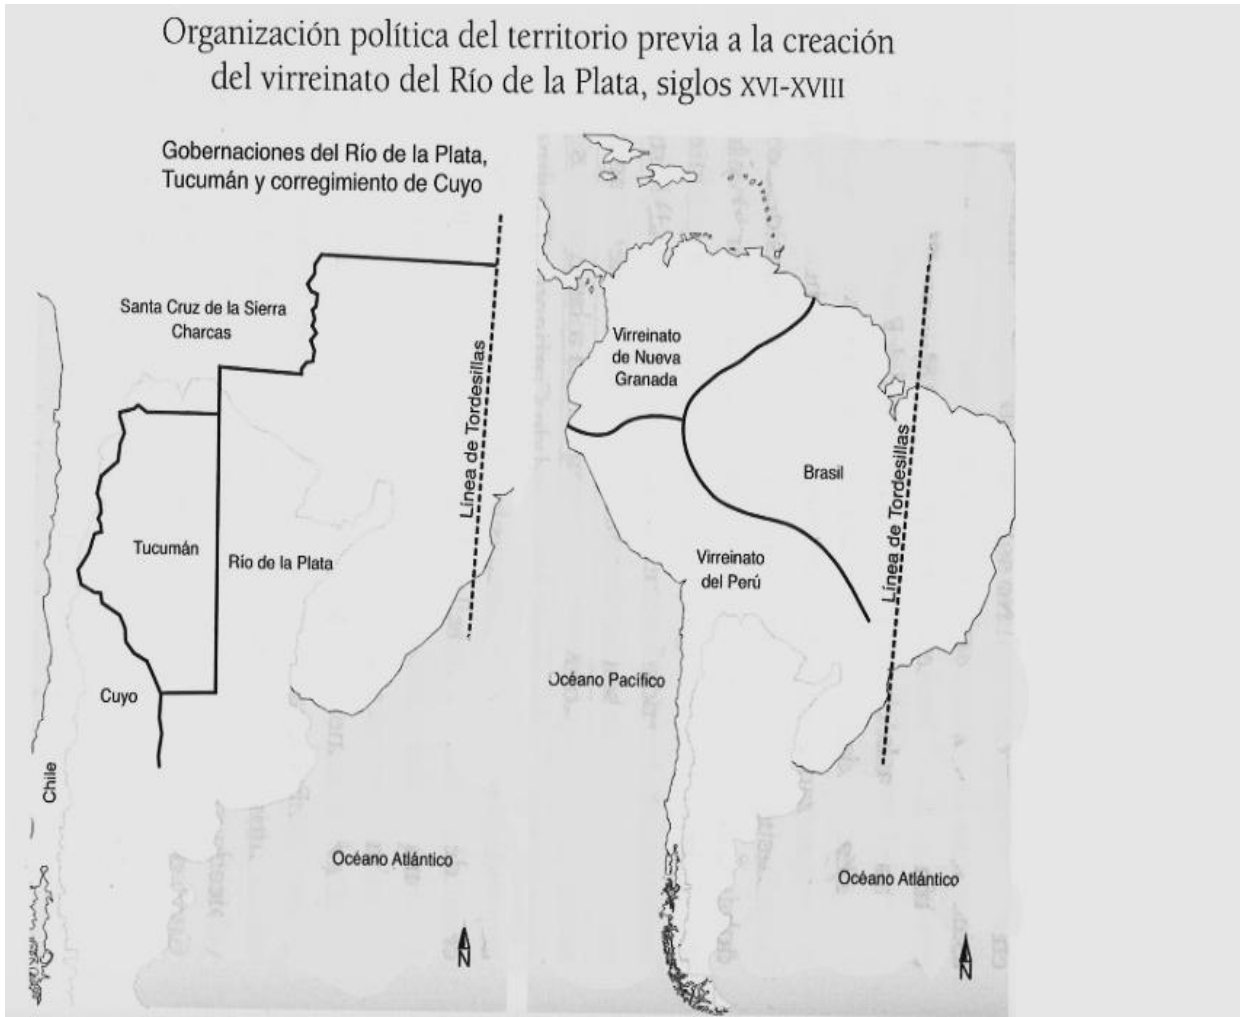 Organización política del territorio previa a la creación
del virreinato del Río de la Plata, siglos XVI-XVIII
Gobernaciones del Río de la Plata,
Tucumán y corregimiento de Cuyo
Santa Cruz de la Sierra
Charcas
Línea de Tordesillas
Tucumán
Río de la Plata
Cuyo
Chile
Océano Atlántico
N
Virreinato
de Nueva
Granada
Brasil
Línea de Tordesillas
Virreinato
del Perú
Océano Pacífico
Océano Atlántico
N